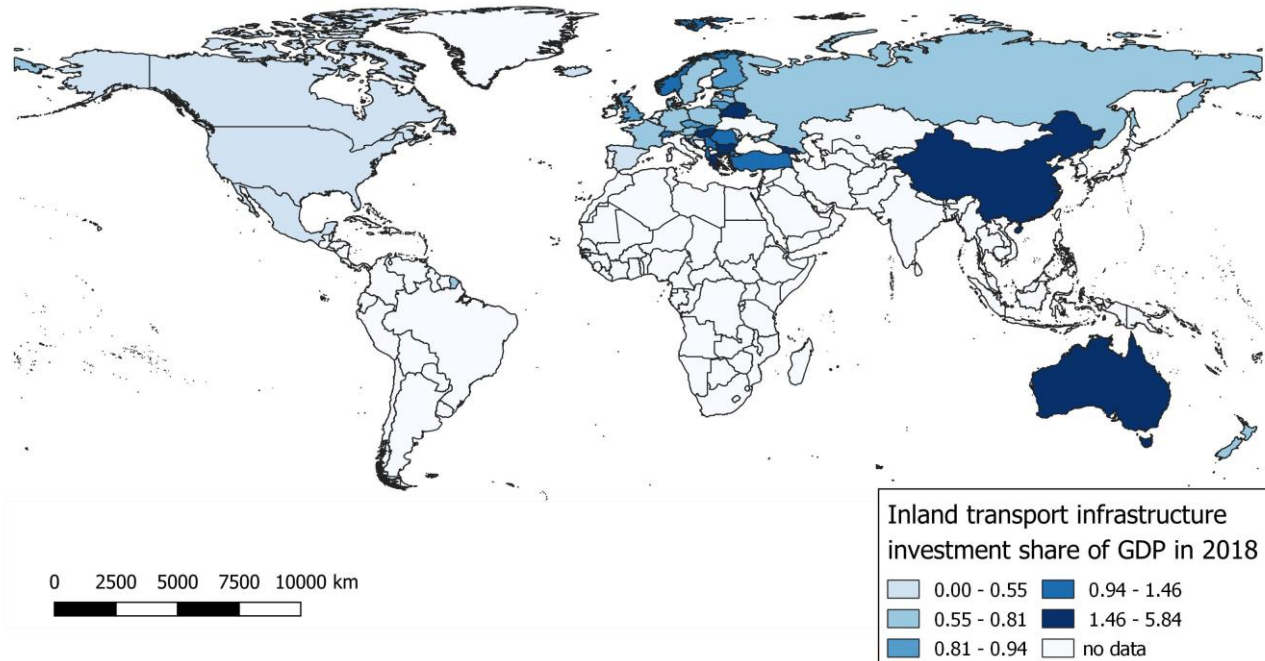 0 2500 5000 7500 10000 km
Inland transport infrastructure
investment share of GDP in 2018
0.00 - 0.55 0.94 - 1.46
0.55 - 0.81 1.46 - 5.84
0.81 - 0.94 no data